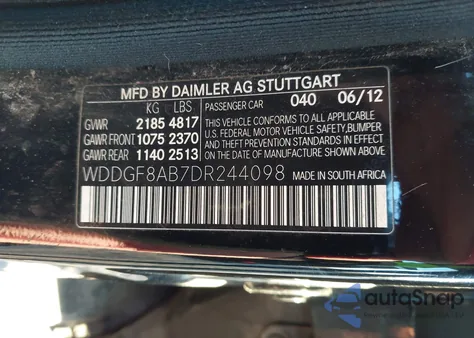 MFD BY DAIMLER AG STUTTGART
KG LBS PASSENGER CAR 040 06/12
GVWR 2185 4817
GAWR FRONT 1075 2370
GAWR REAR 1140 2513
THIS VEHICLE CONFORMS TO ALL APPLICABLE
U.S. FEDERAL MOTOR VEHICLE SAFETY,BUMPER
AND THEFT PREVENTION STANDARDS IN EFFECT
ON THE DATE OF MANUFACTURE SHOWN ABOVE
WDDGF8AB7DR244098 MADE IN SOUTH AFRICA
autoSnap